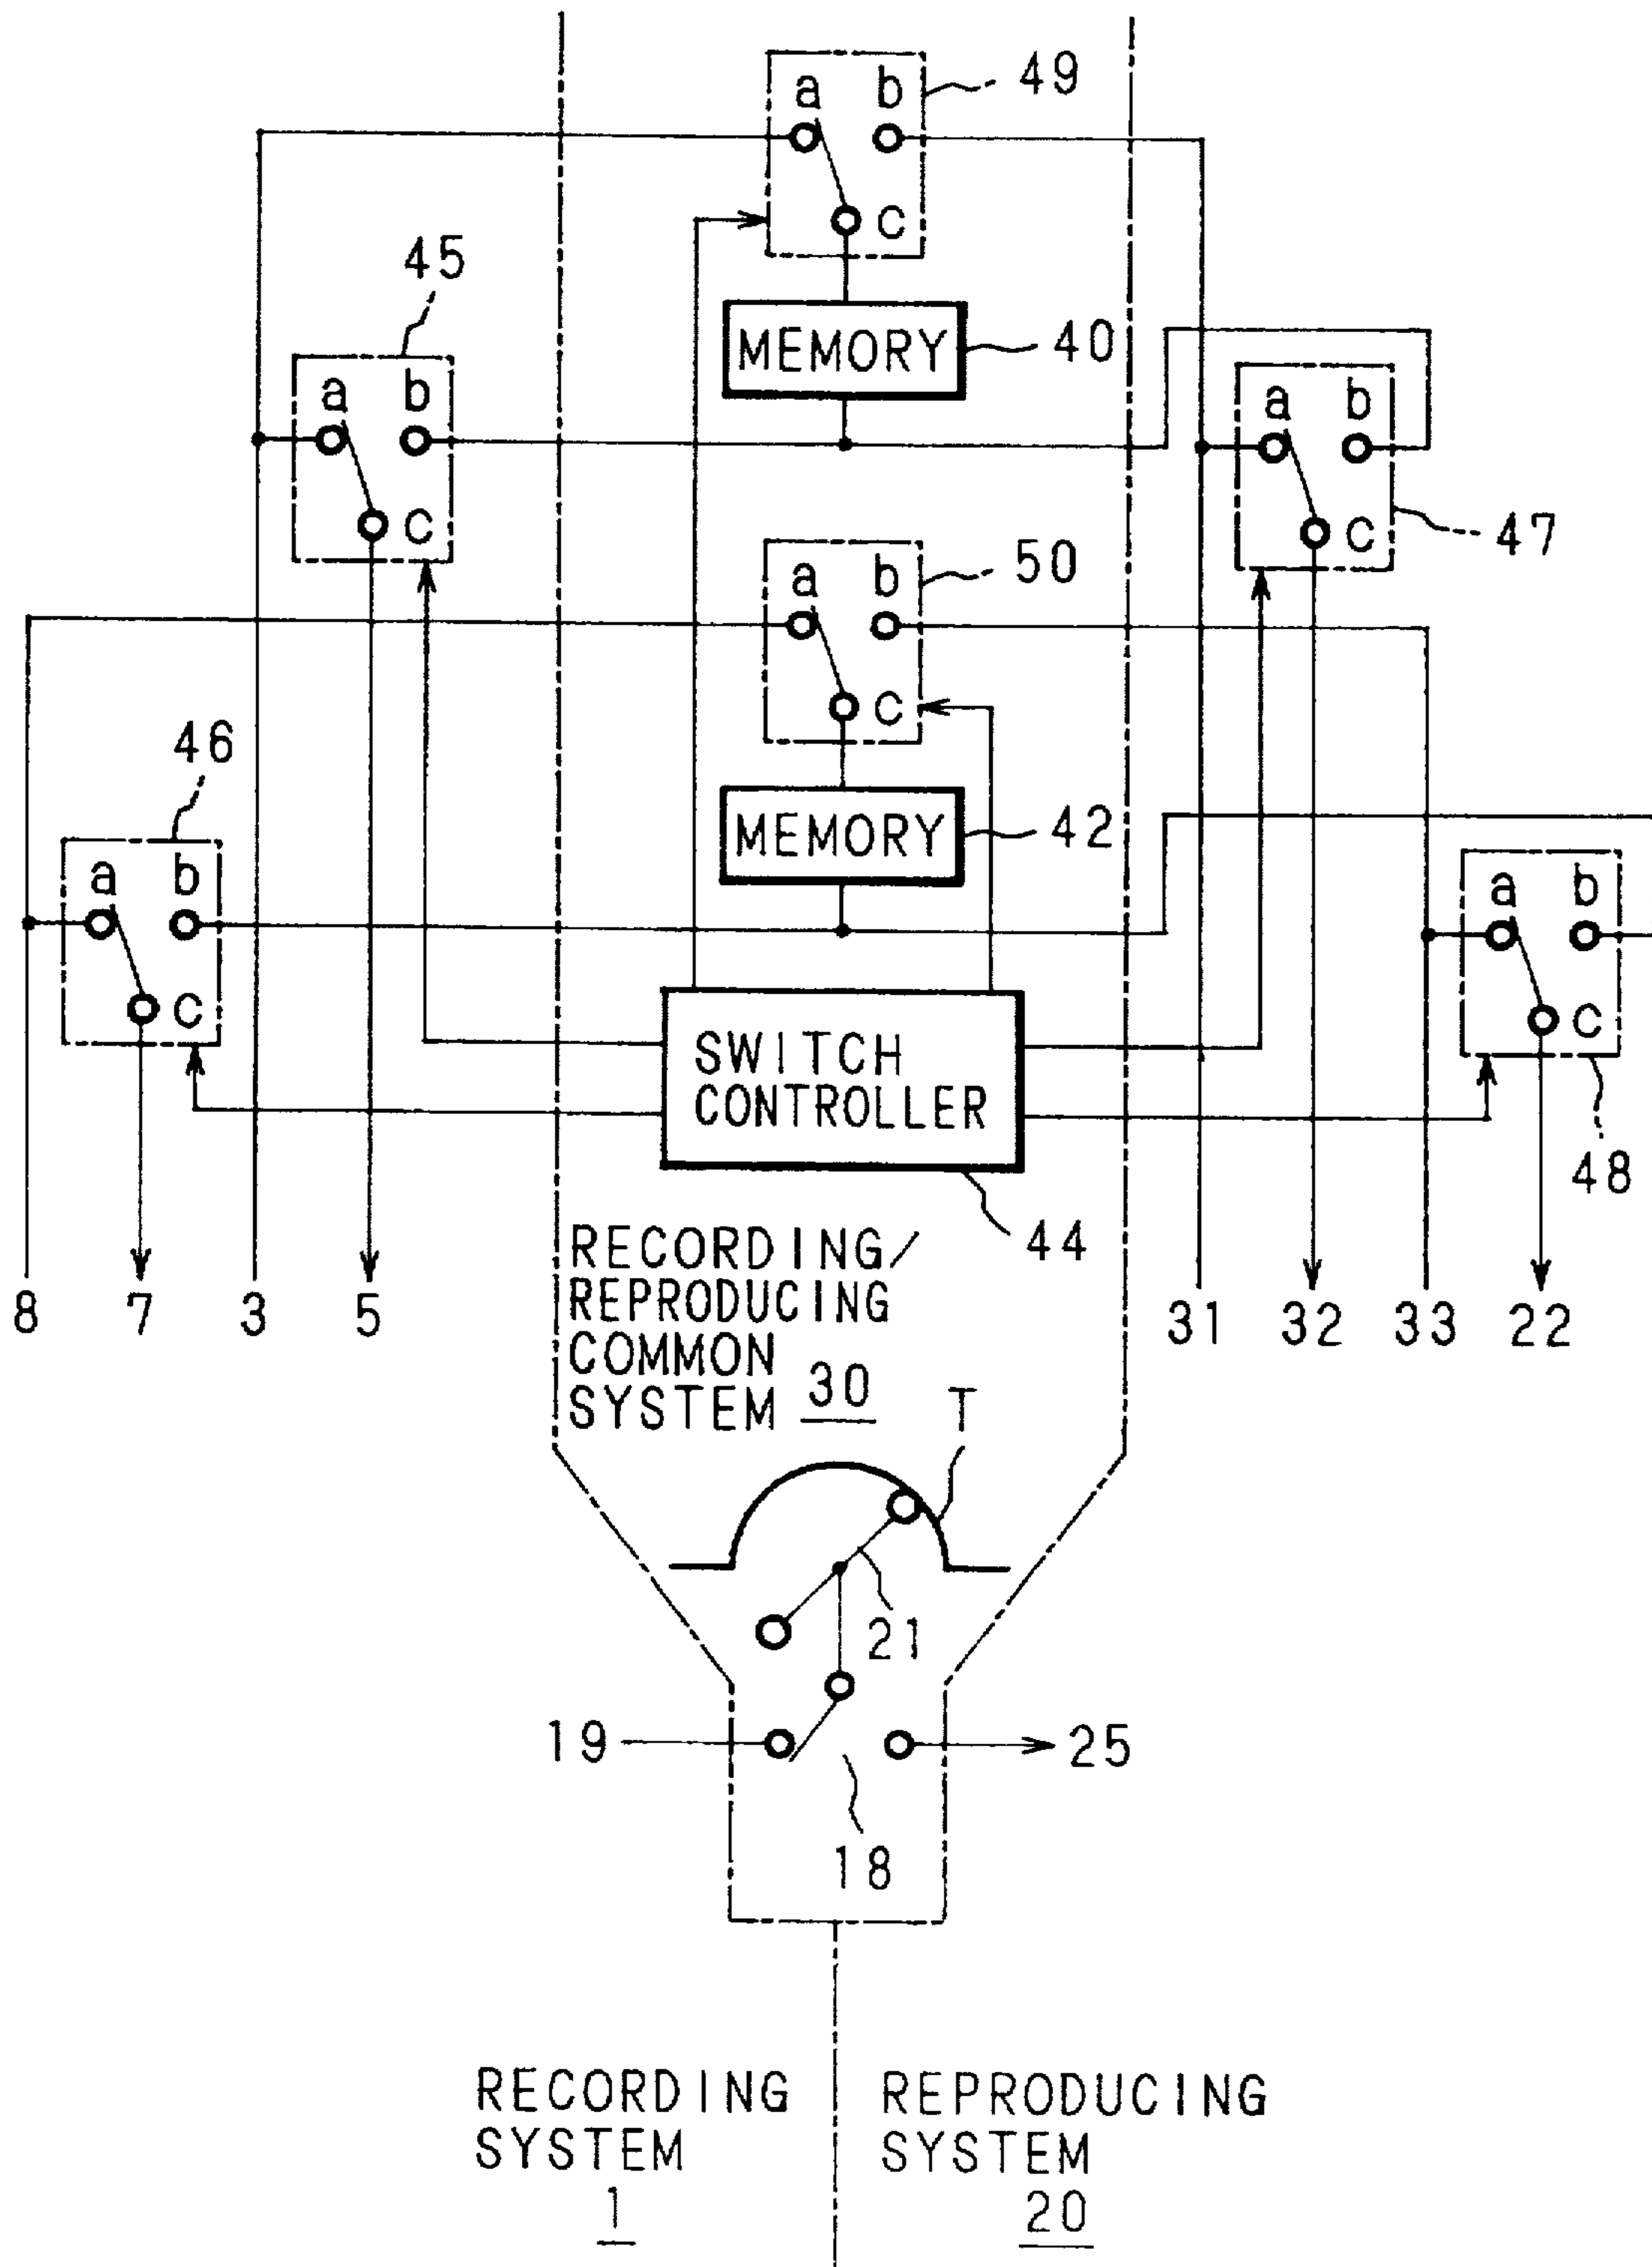 49
a b
c
45
MEMORY 40
a b
c
a b
c
47
50
a b
c
46
MEMORY 42
a b
c
a b
c
SWITCH
CONTROLLER
48
44
RECORDING/
REPRODUCING
COMMON
SYSTEM 30
8 7 3 5 31 32 33 22
T
21
19 25
18
RECORDING
SYSTEM
1
REPRODUCING
SYSTEM
20